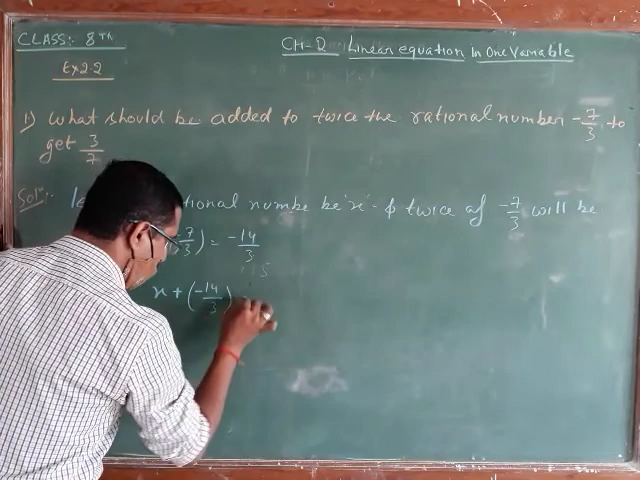 CLASS:- 8TH
CH-2 Linear equation in One Variable
Ex 2.2
1) What should be added to twice the rational number -7/3 to
get 3/7
Sol:- le tional numbe be 'x' & twice of -7/3 will be
-7/3) = -14/3
x + (-14/3)